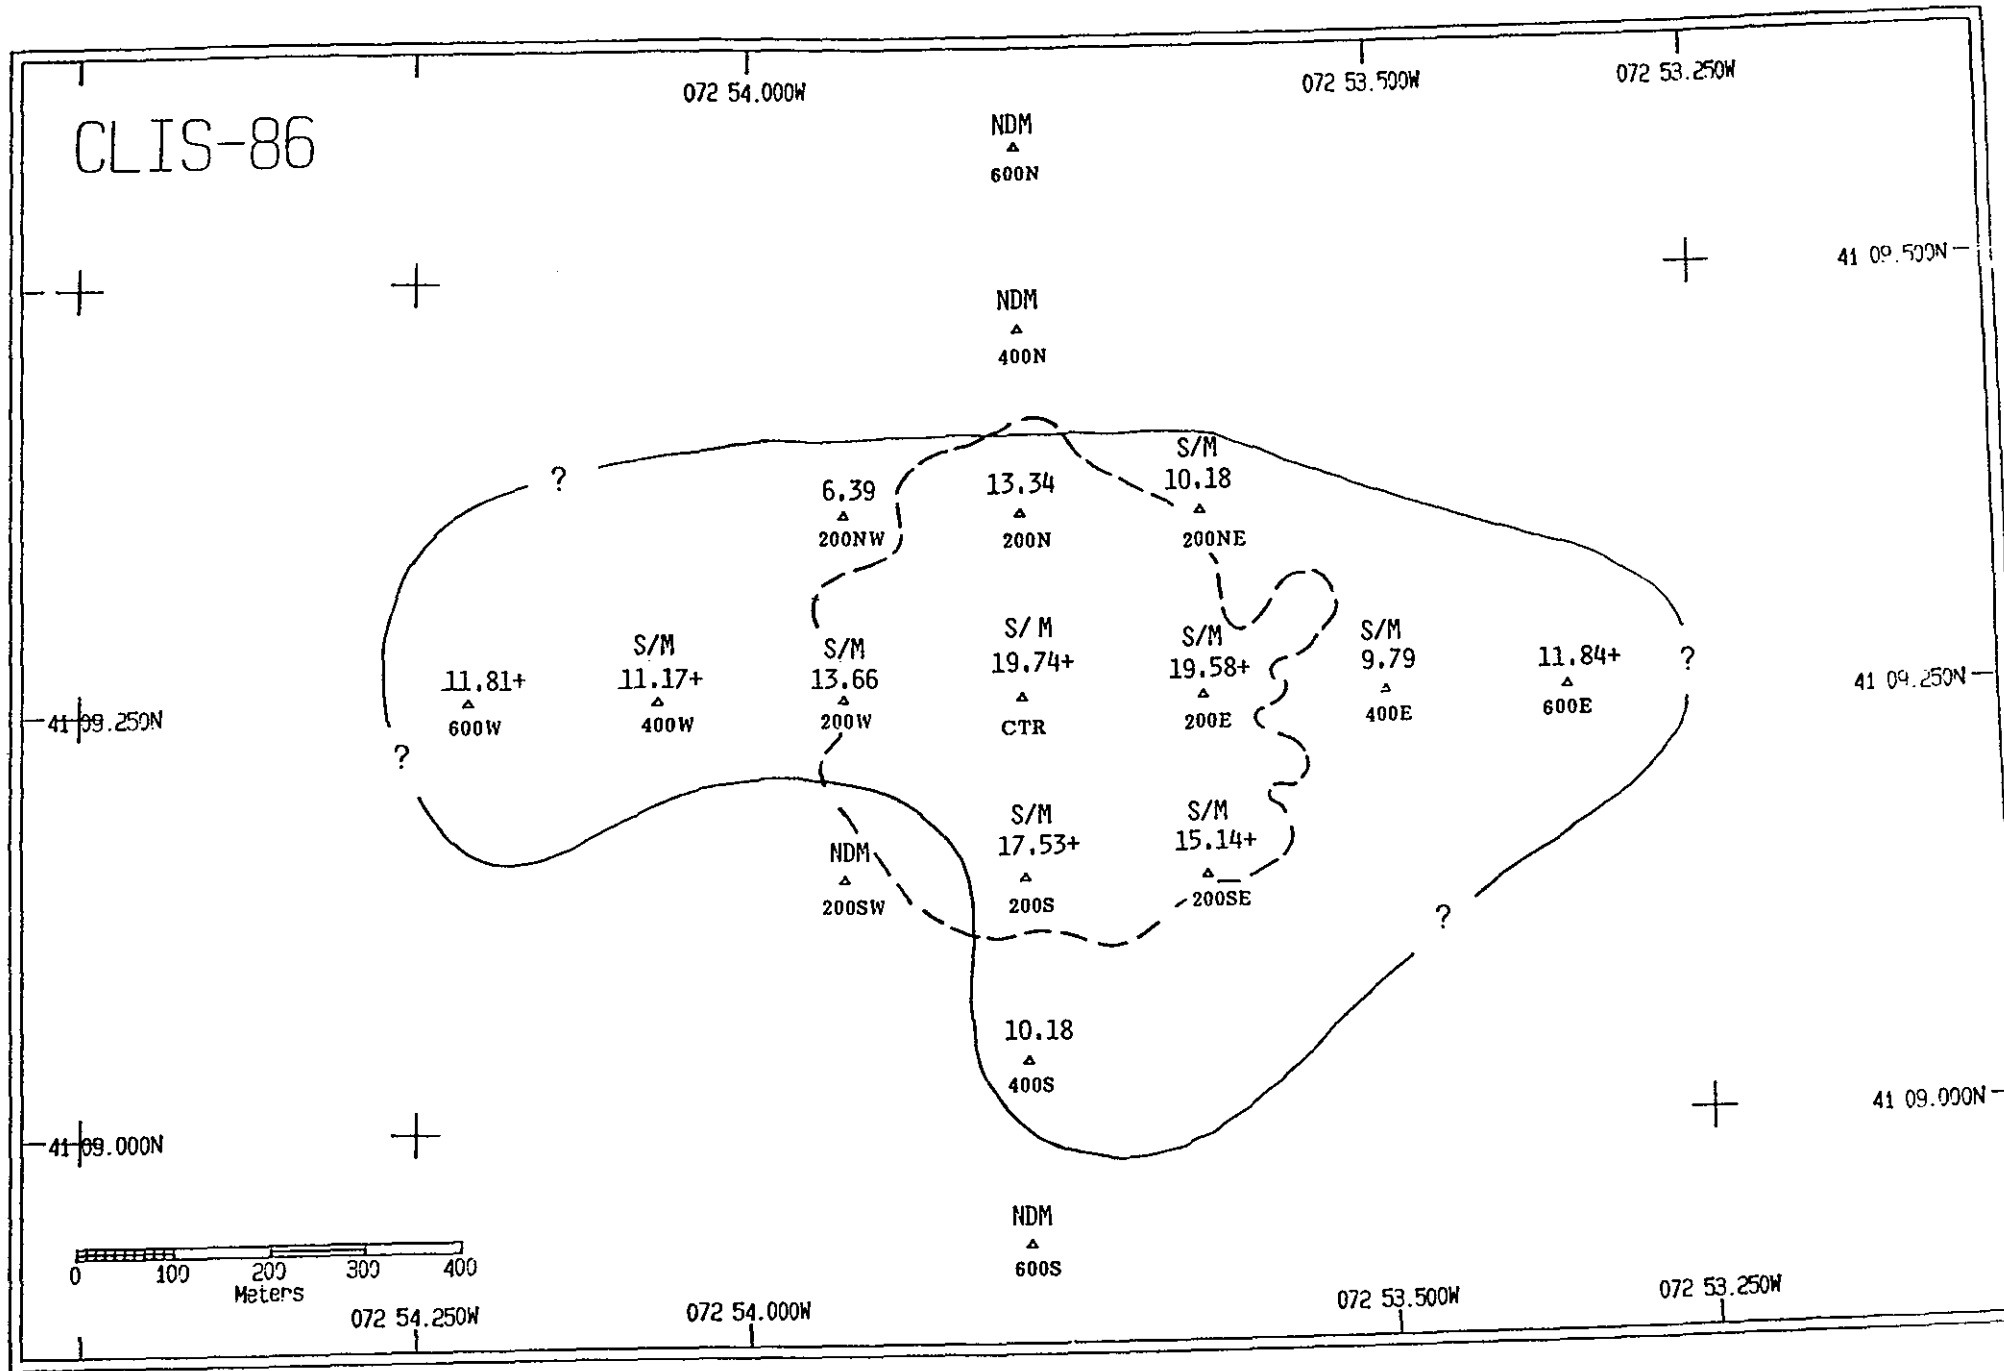 072 54.000W
072 53.500W
072 53.250W
CLIS-86
NDM
600N
41 09.500N
NDM
400N
?
S/M
6.39
13.34
10.18
200NW
200N
200NE
S/M
S/M
S/M
S/M
S/M
11.81+
11.17+
13.66
19.74+
19.58+
9.79
11.84+
?
600W
400W
200W
CTR
200E
400E
600E
41 09.250N
41 09.250N
?
S/M
S/M
NDM
17.53+
15.14+
200SW
200S
200SE
?
10.18
400S
41 09.000N
41 09.000N
NDM
600S
0 100 200 300 400
Meters
072 54.250W
072 54.000W
072 53.500W
072 53.250W